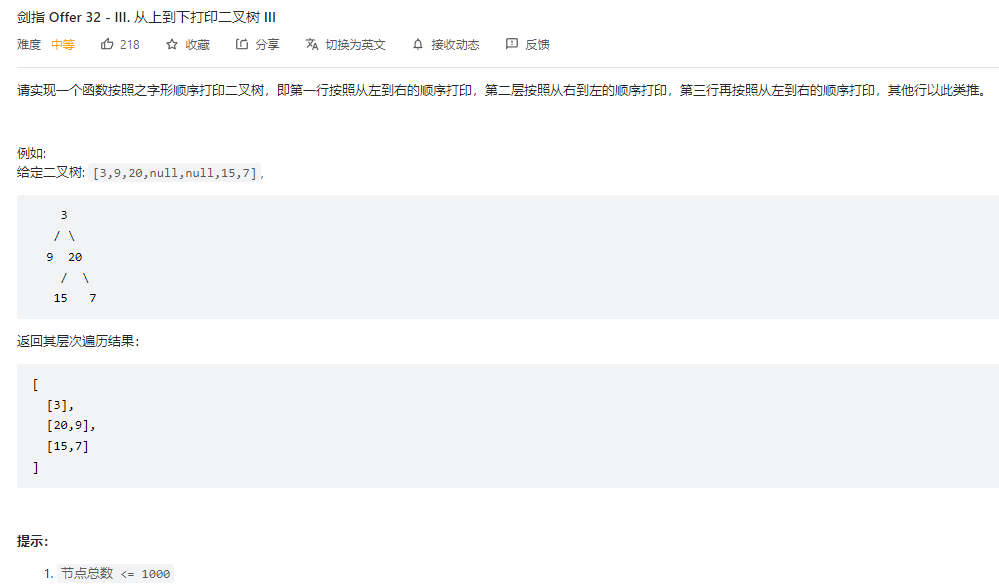 剑指 Offer 32 - III. 从上到下打印二叉树 III
难度 中等 218 收藏 分享 切换为英文 接收动态 反馈
请实现一个函数按照之字形顺序打印二叉树，即第一行按照从左到右的顺序打印，第二层按照从右到左的顺序打印，第三行再按照从左到右的顺序打印，其他行以此类推。
例如:
给定二叉树: [3,9,20,null,null,15,7],
3
/ \
9 20
/ \
15 7
返回其层次遍历结果：
[
[3],
[20,9],
[15,7]
]
提示：
1. 节点总数 <= 1000